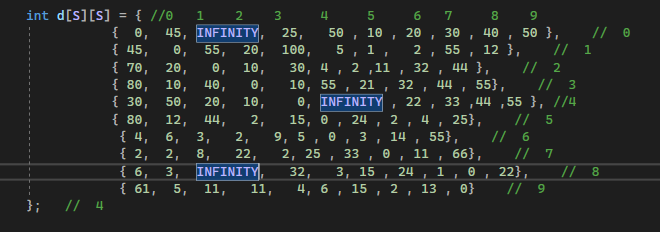 int d[S][S] = { //0 1 2 3 4 5 6 7 8 9
{ 0, 45, INFINITY, 25, 50 , 10 , 20 , 30 , 40 , 50 }, // 0
{ 45, 0, 55, 20, 100, 5 , 1 , 2 , 55 , 12 }, // 1
{ 70, 20, 0, 10, 30, 4 , 2 ,11 , 32 , 44 }, // 2
{ 80, 10, 40, 0, 10, 55 , 21 , 32 , 44 , 55}, // 3
{ 30, 50, 20, 10, 0, INFINITY , 22 , 33 ,44 ,55 }, //4
{ 80, 12, 44, 2, 15, 0 , 24 , 2 , 4 , 25}, // 5
{ 4, 6, 3, 2, 9, 5 , 0 , 3 , 14 , 55}, // 6
{ 2, 2, 8, 22, 2, 25 , 33 , 0 , 11 , 66}, // 7
{ 6, 3, INFINITY, 32, 3, 15 , 24 , 1 , 0 , 22}, // 8
{ 61, 5, 11, 11, 4, 6 , 15 , 2 , 13 , 0} // 9
}; // 4